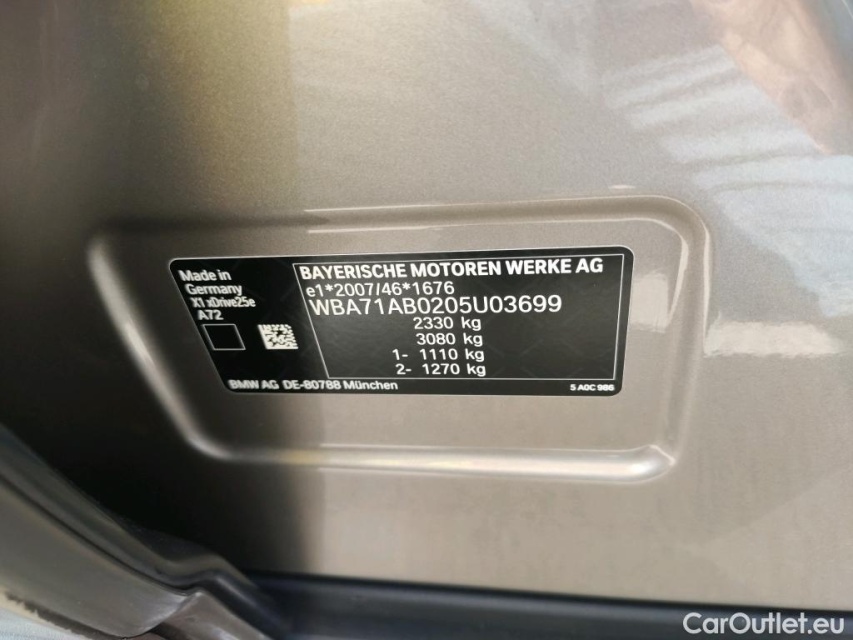 Made in
Germany
X1 xDrive25e
A72
BAYERISCHE MOTOREN WERKE AG
e1*2007/46*1676
WBA71AB0205U03699
2330 kg
3080 kg
1- 1110 kg
2- 1270 kg
BMW AG DE-80788 München
5 A0C 986
CarOutlet.eu